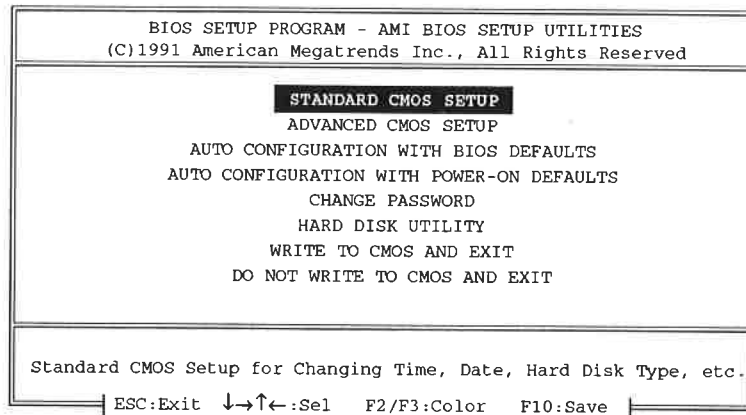 BIOS SETUP PROGRAM - AMI BIOS SETUP UTILITIES
(C)1991 American Megatrends Inc., All Rights Reserved
STANDARD CMOS SETUP
ADVANCED CMOS SETUP
AUTO CONFIGURATION WITH BIOS DEFAULTS
AUTO CONFIGURATION WITH POWER-ON DEFAULTS
CHANGE PASSWORD
HARD DISK UTILITY
WRITE TO CMOS AND EXIT
DO NOT WRITE TO CMOS AND EXIT
Standard CMOS Setup for Changing Time, Date, Hard Disk Type, etc.
ESC:Exit ↓→↑←:Sel F2/F3:Color F10:Save